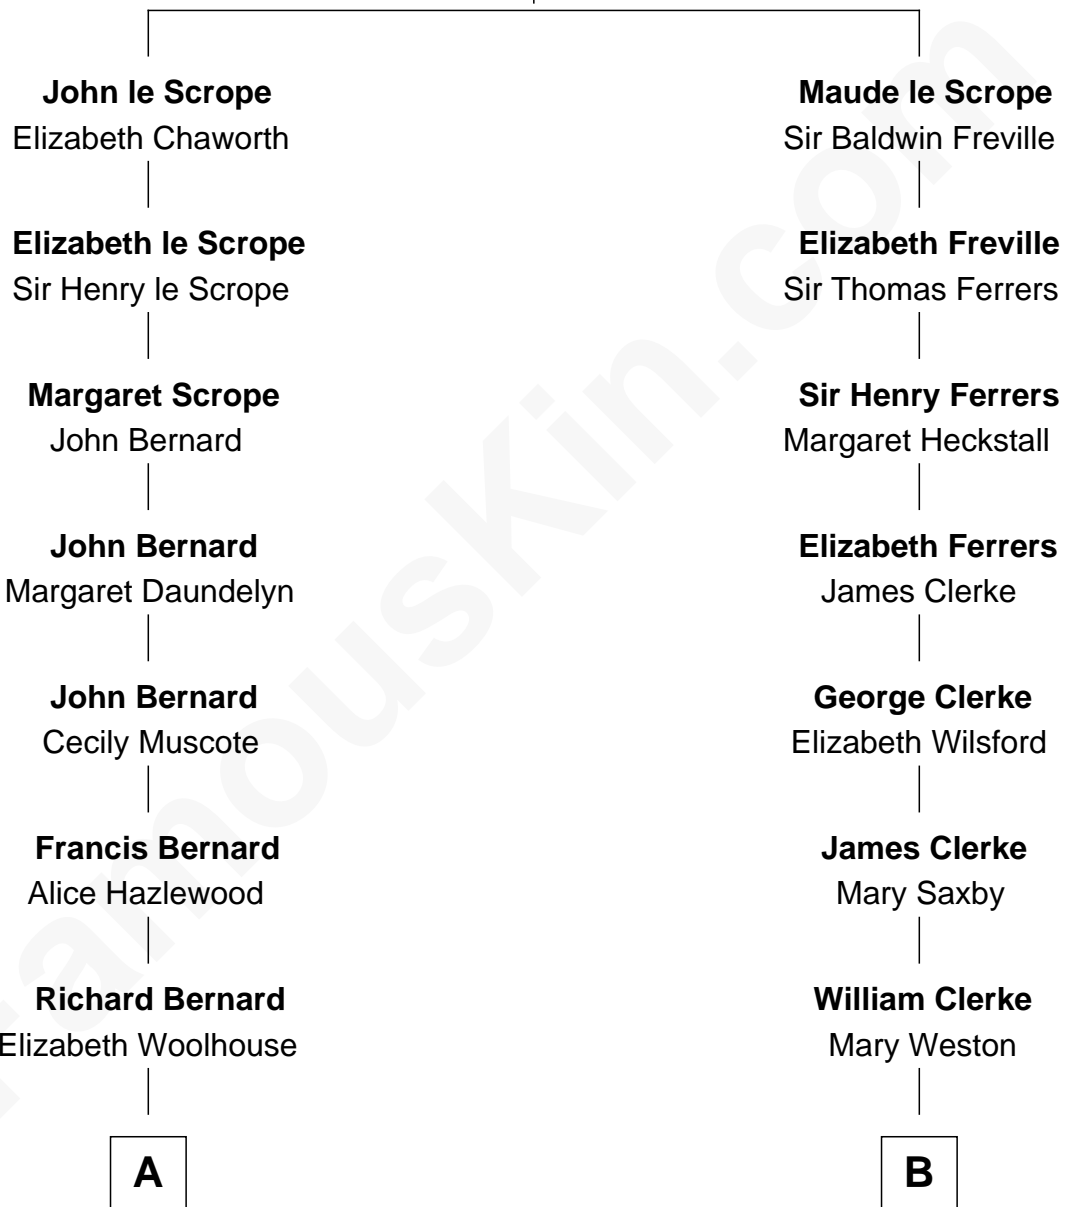 John le Scrope
Elizabeth Chaworth
Elizabeth le Scrope
Sir Henry le Scrope
Margaret Scrope
John Bernard
John Bernard
Margaret Daundelyn
John Bernard
Cecily Muscote
Francis Bernard
Alice Hazlewood
Richard Bernard
Elizabeth Woolhouse
A
Maude le Scrope
Sir Baldwin Freville
Elizabeth Freville
Sir Thomas Ferrers
Sir Henry Ferrers
Margaret Heckstall
Elizabeth Ferrers
James Clerke
George Clerke
Elizabeth Wilsford
James Clerke
Mary Saxby
William Clerke
Mary Weston
B
FamousKin.com